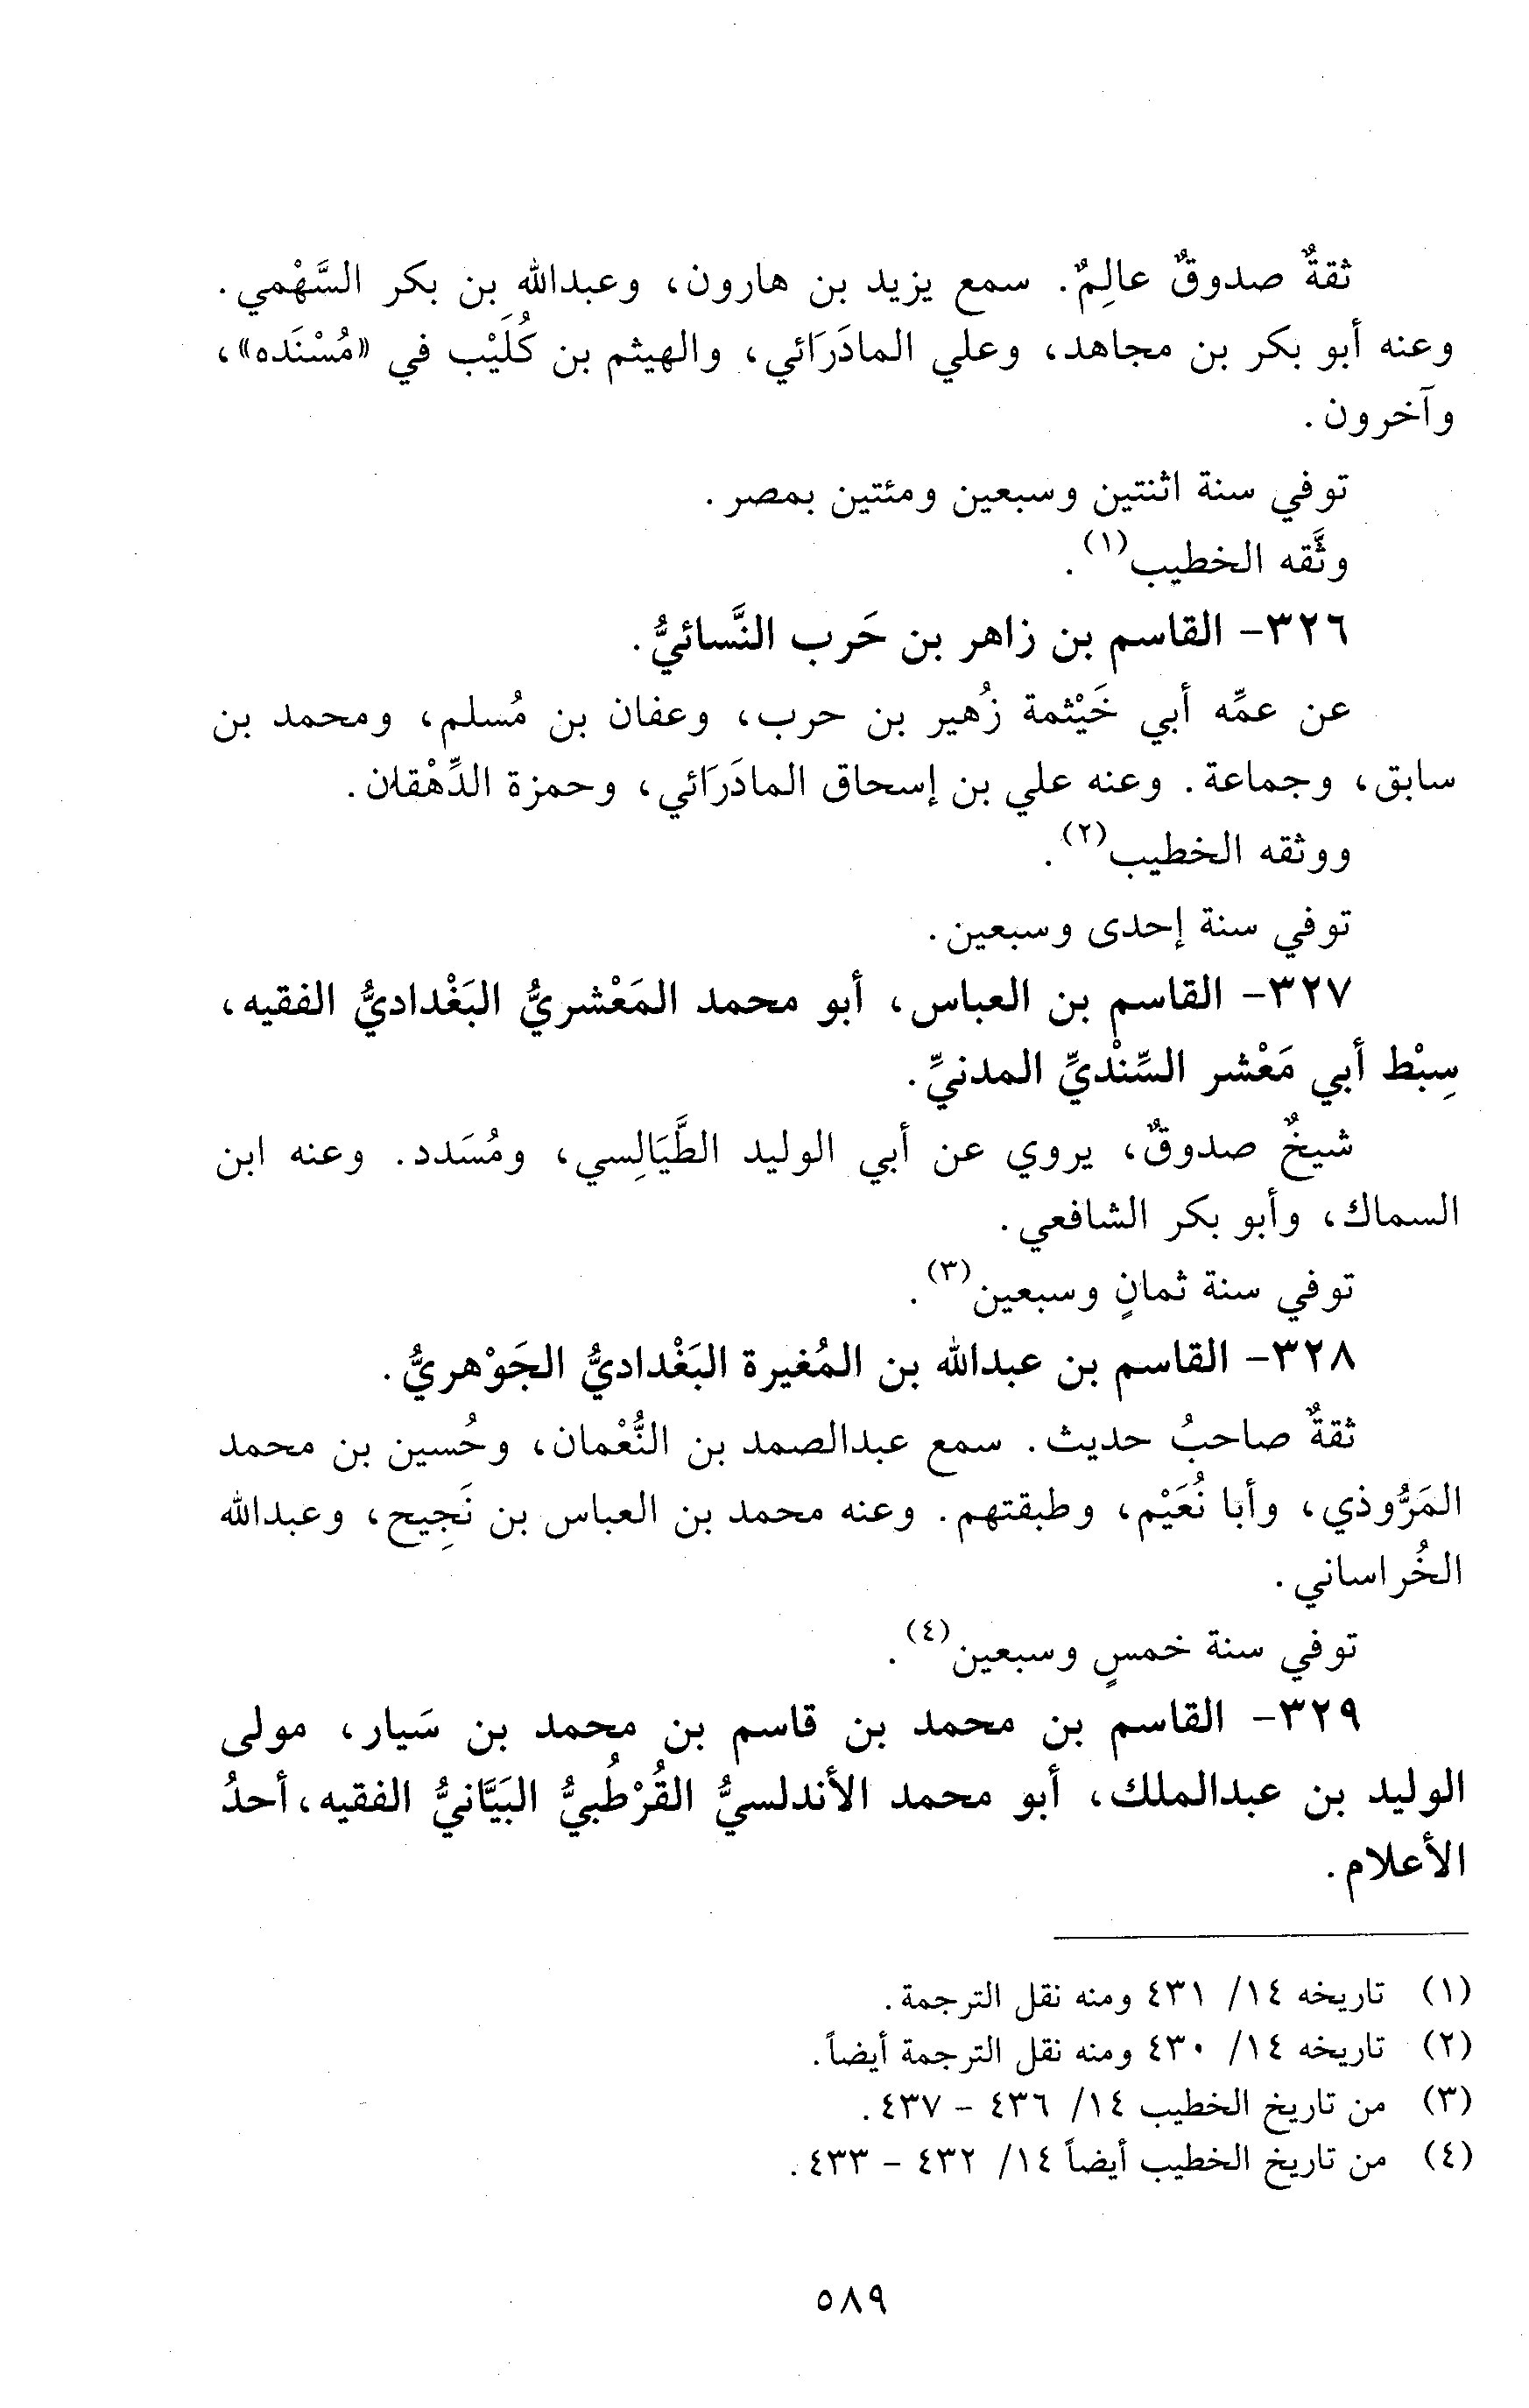 ثقةٌ صدوقٌ عالِمٌ. سمع يزيد بن هارون، وعبدالله بن بكر السَّهْمي.
وعنه أبو بكر بن مجاهد، وعلي المادَرَائي، والهيثم بن كُلَيْب في «مُسْنَده»،
وآخرون.
توفي سنة اثنتين وسبعين ومئتين بمصر.
وثَّقه الخطيب(١).
٣٢٦- القاسم بن زاهر بن حَرب النَّسائيُّ.
عن عمِّه أبي خَيْثمة زُهير بن حرب، وعفان بن مُسلم، ومحمد بن
سابق، وجماعة. وعنه علي بن إسحاق المادَرَائي، وحمزة الدِّهْقان.
ووثقه الخطيب(٢).
توفي سنة إحدى وسبعين.
٣٢٧- القاسم بن العباس، أبو محمد المَعْشريُّ البَغْداديُّ الفقيه،
سِبْط أبي مَعْشر السِّنْديِّ المدنيِّ.
شيخٌ صدوقٌ، يروي عن أبي الوليد الطَّيَالِسي، ومُسَدد. وعنه ابن
السماك، وأبو بكر الشافعي.
توفي سنة ثمانٍ وسبعين(٣).
٣٢٨- القاسم بن عبدالله بن المُغيرة البَغْداديُّ الجَوْهريُّ.
ثقةٌ صاحبُ حديث. سمع عبدالصمد بن النُّعْمان، وحُسين بن محمد
المَرُّوذي، وأبا نُعَيْم، وطبقتهم. وعنه محمد بن العباس بن نَجِيح، وعبدالله
الخُراساني.
توفي سنة خمسٍ وسبعين(٤).
٣٢٩- القاسم بن محمد بن قاسم بن محمد بن سَيار، مولى
الوليد بن عبدالملك، أبو محمد الأندلسيُّ القُرْطُبيُّ البَيَّانيُّ الفقيه، أحدُ
الأعلام.
(١) تاريخه ١٤/ ٤٣١ ومنه نقل الترجمة.
(٢) تاريخه ١٤/ ٤٣٠ ومنه نقل الترجمة أيضاً.
(٣) من تاريخ الخطيب ١٤/ ٤٣٦ - ٤٣٧.
(٤) من تاريخ الخطيب أيضاً ١٤/ ٤٣٢ - ٤٣٣.
٥٨٩